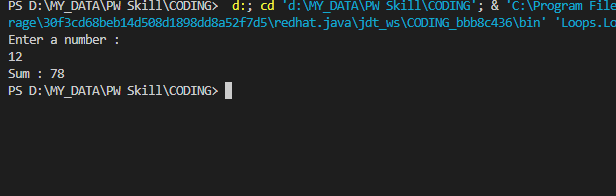 PS D:\MY_DATA\PW Skill\CODING>  d:; cd 'd:\MY_DATA\PW Skill\CODING'; & 'C:\Program File
rage\30f3cd68beb14d508d1898dd8a52f7d5\redhat.java\jdt_ws\CODING_bbb8c436\bin' 'Loops.Lo
Enter a number :
12
Sum : 78
PS D:\MY_DATA\PW Skill\CODING>